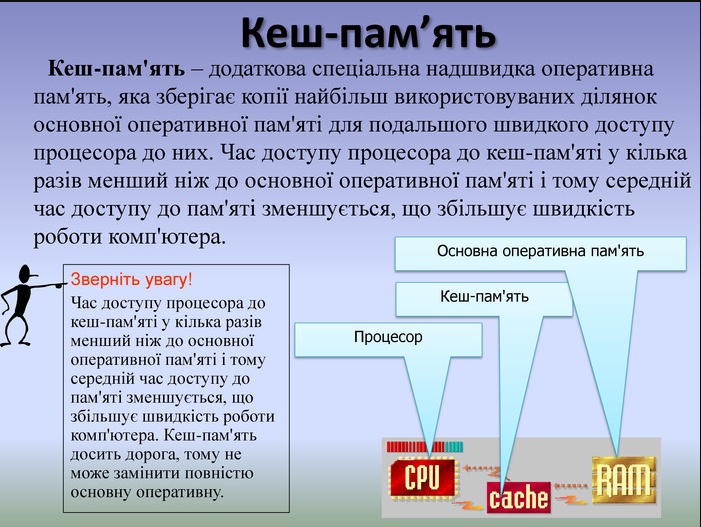 Кеш-пам’ять
Кеш-пам'ять – додаткова спеціальна надшвидка оперативна
пам'ять, яка зберігає копії найбільш використовуваних ділянок
основної оперативної пам'яті для подальшого швидкого доступу
процесора до них. Час доступу процесора до кеш-пам'яті у кілька
разів менший ніж до основної оперативної пам'яті і тому середній
час доступу до пам'яті зменшується, що збільшує швидкість
роботи комп'ютера.
Зверніть увагу!
Час доступу процесора до
кеш-пам'яті у кілька разів
менший ніж до основної
оперативної пам'яті і тому
середній час доступу до
пам'яті зменшується, що
збільшує швидкість роботи
комп'ютера. Кеш-пам'ять
досить дорога, тому не
може замінити повністю
основну оперативну.
Основна оперативна пам'ять
Кеш-пам'ять
Процесор
CPU
cache
RAM